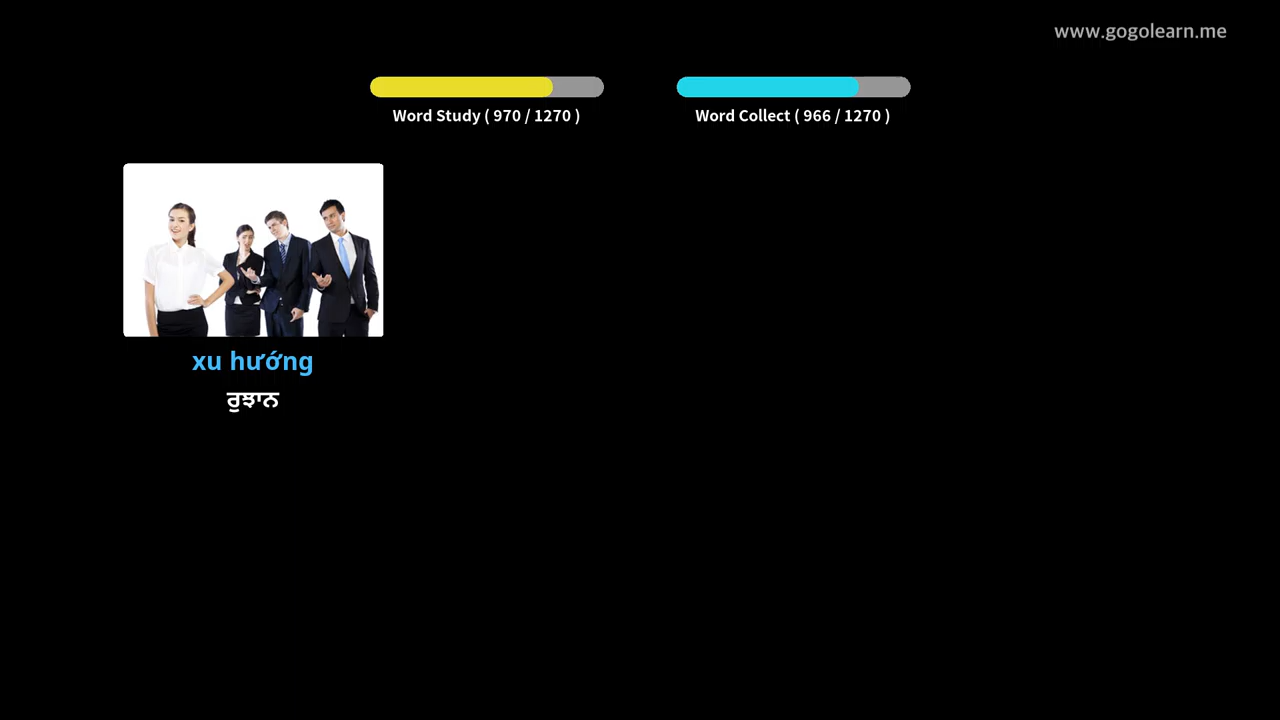 www.gogolearn.me
Word Study ( 970 / 1270 )
Word Collect ( 966 / 1270 )
xu hướng
ਰੁਝਾਨ